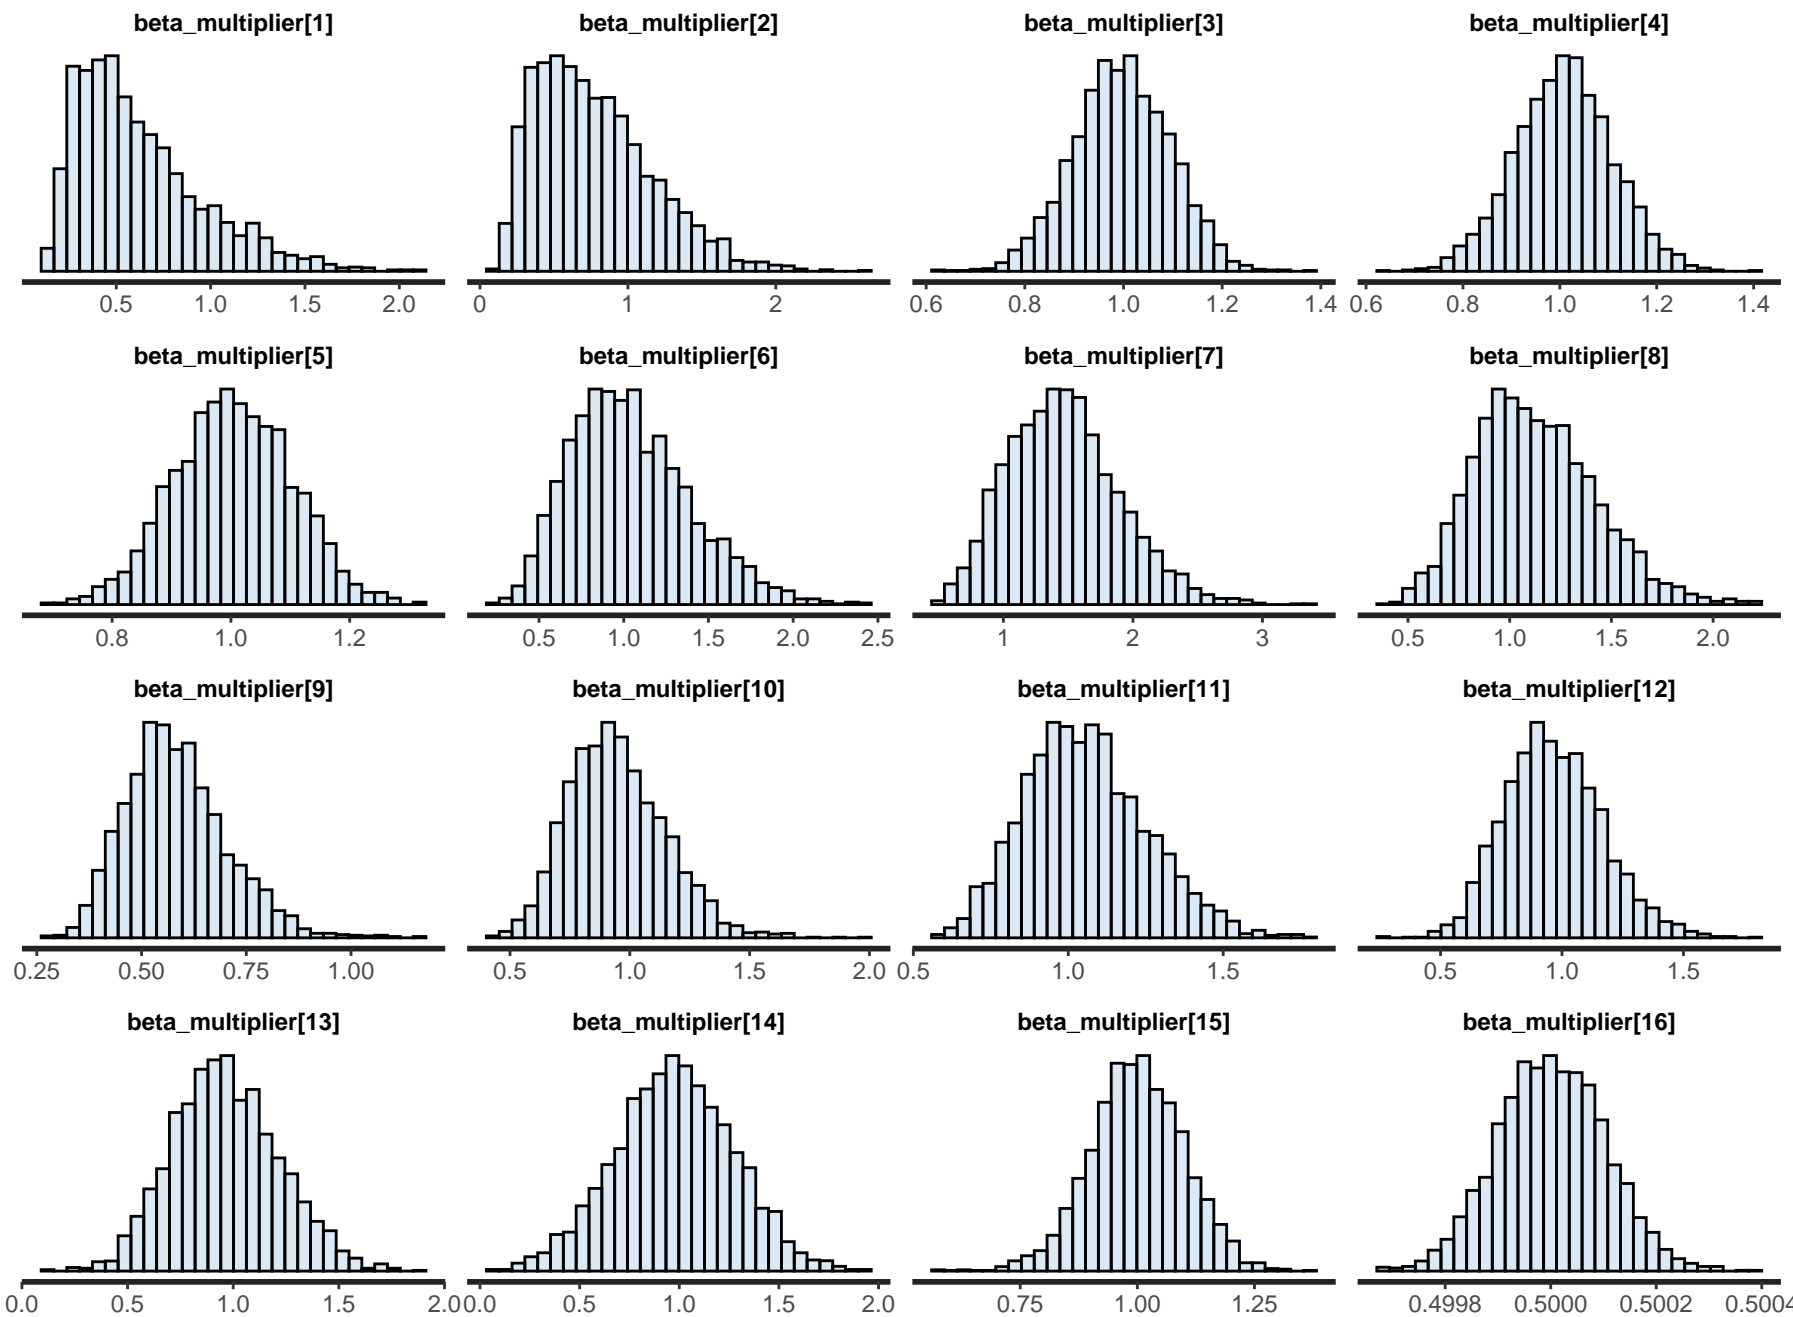 beta_multiplier[1] beta_multiplier[2] beta_multiplier[3] beta_multiplier[4]
0.5 1.0 1.5 2.0 0 1 2 0.6 0.8 1.0 1.2 1.4 0.6 0.8 1.0 1.2 1.4
beta_multiplier[5] beta_multiplier[6] beta_multiplier[7] beta_multiplier[8]
0.8 1.0 1.2 0.5 1.0 1.5 2.0 2.5 1 2 3 0.5 1.0 1.5 2.0
beta_multiplier[9] beta_multiplier[10] beta_multiplier[11] beta_multiplier[12]
0.25 0.50 0.75 1.00 0.5 1.0 1.5 2.0 0.5 1.0 1.5 0.5 1.0 1.5
beta_multiplier[13] beta_multiplier[14] beta_multiplier[15] beta_multiplier[16]
0.0 0.5 1.0 1.5 2.0 0.0 0.5 1.0 1.5 2.0 0.75 1.00 1.25 0.4998 0.5000 0.5002 0.5004